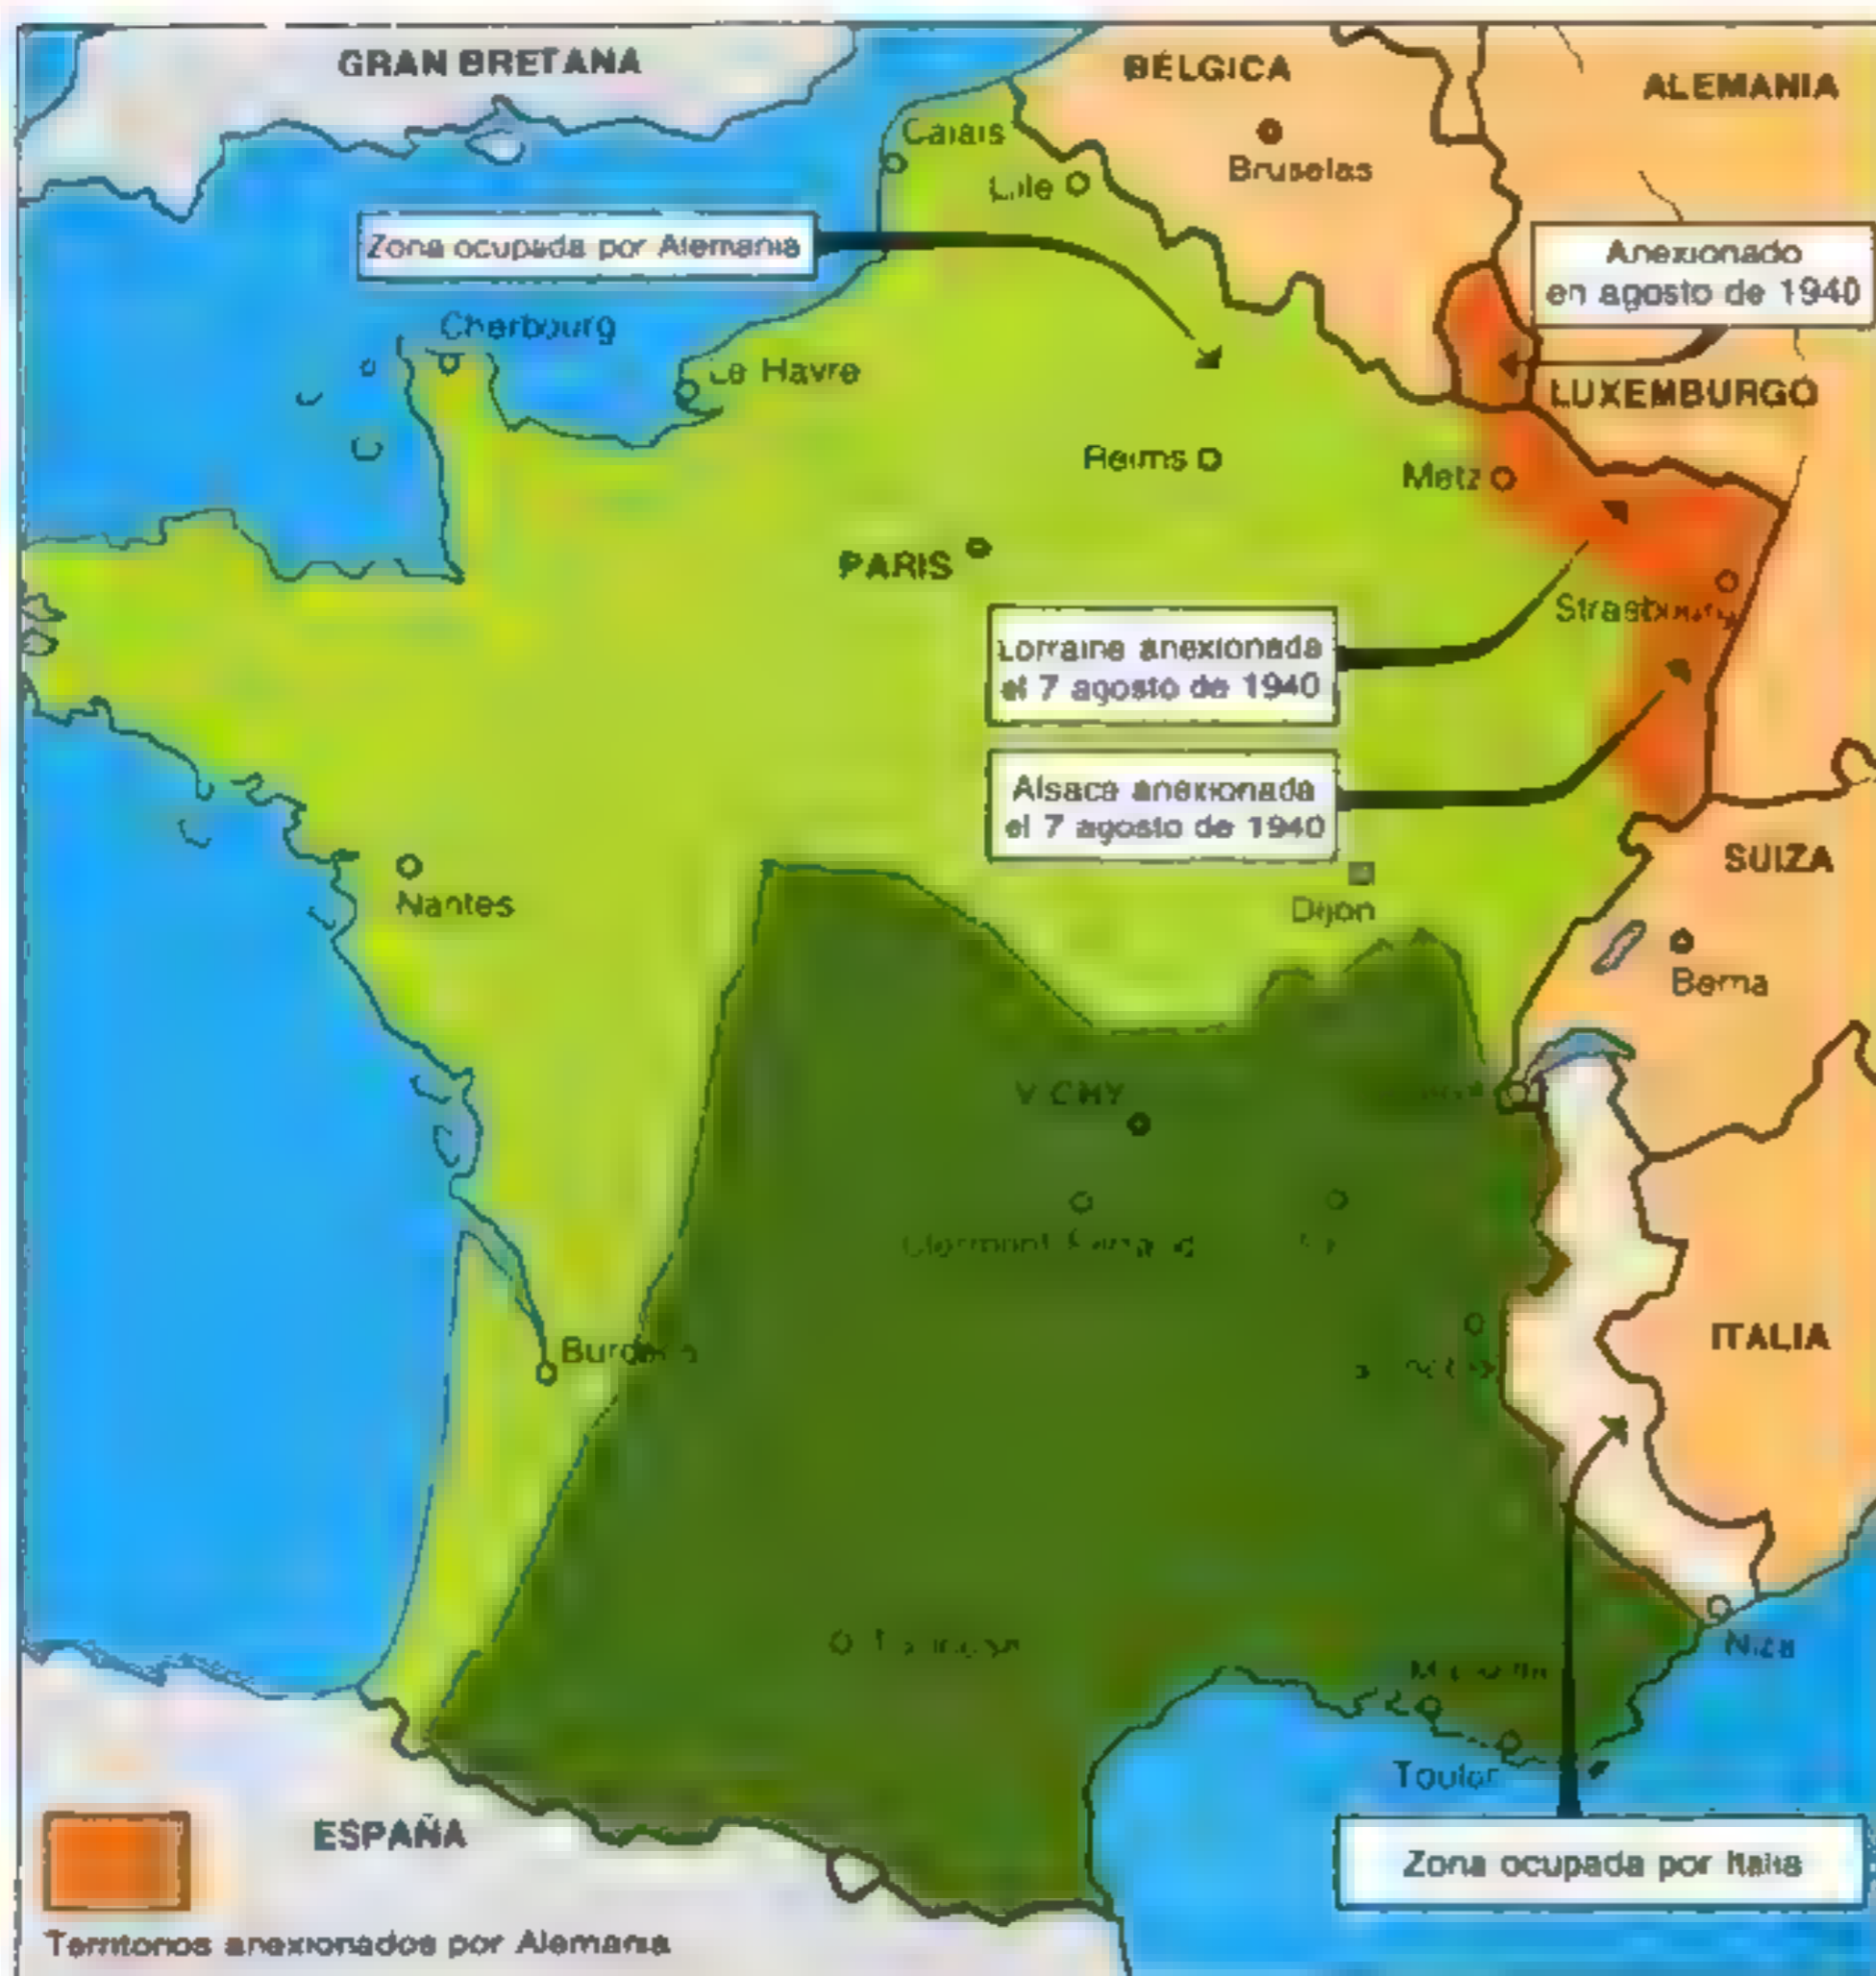 GRAN BRETANA
BÉLGICA
ALEMANIA
Calais
Bruselas
Zona ocupada por Alemania
Anexionado
en agosto de 1940
Cherbourg
Le Havre
LUXEMBURGO
Reims
Metz
PARIS
Lorraine anexionada
el 7 agosto de 1940
Alsace anexionada
el 7 agosto de 1940
SUIZA
Nantes
Dijon
Berna
VICHY
ITALIA
Niza
Toulon
ESPAÑA
Zona ocupada por Italia
Territorios anexionados por Alemania